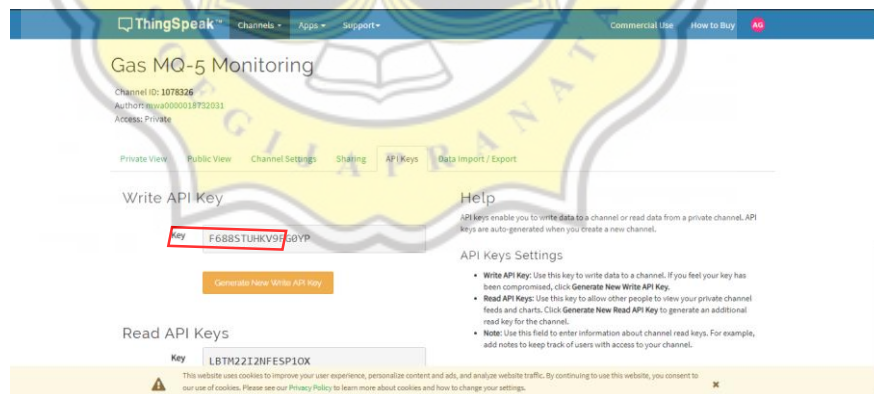 ThingSpeak™ Channels Apps Support Commercial Use How to Buy AG
Gas MQ-5 Monitoring
Channel ID: 1078326
Author: mwa0000018732031
Access: Private
Private View Public View Channel Settings Sharing API Keys Data Import / Export
Write API Key
Key F688STUHKV9FG0YP
Generate New Write API Key
Read API Keys
Key LBTM22I2NFESP1OX
Help
API keys enable you to write data to a channel or read data from a private channel. API
keys are auto-generated when you create a new channel.
API Keys Settings
• Write API Key: Use this key to write data to a channel. If you feel your key has
been compromised, click Generate New Write API Key.
• Read API Keys: Use this key to allow other people to view your private channel
feeds and charts. Click Generate New Read API Key to generate an additional
read key for the channel.
• Note: Use this field to enter information about channel read keys. For example,
add notes to keep track of users with access to your channel.
This website uses cookies to improve your user experience, personalize content and ads, and analyze website traffic. By continuing to use this website, you consent to
our use of cookies. Please see our Privacy Policy to learn more about cookies and how to change your settings.
GIJAPRANAT